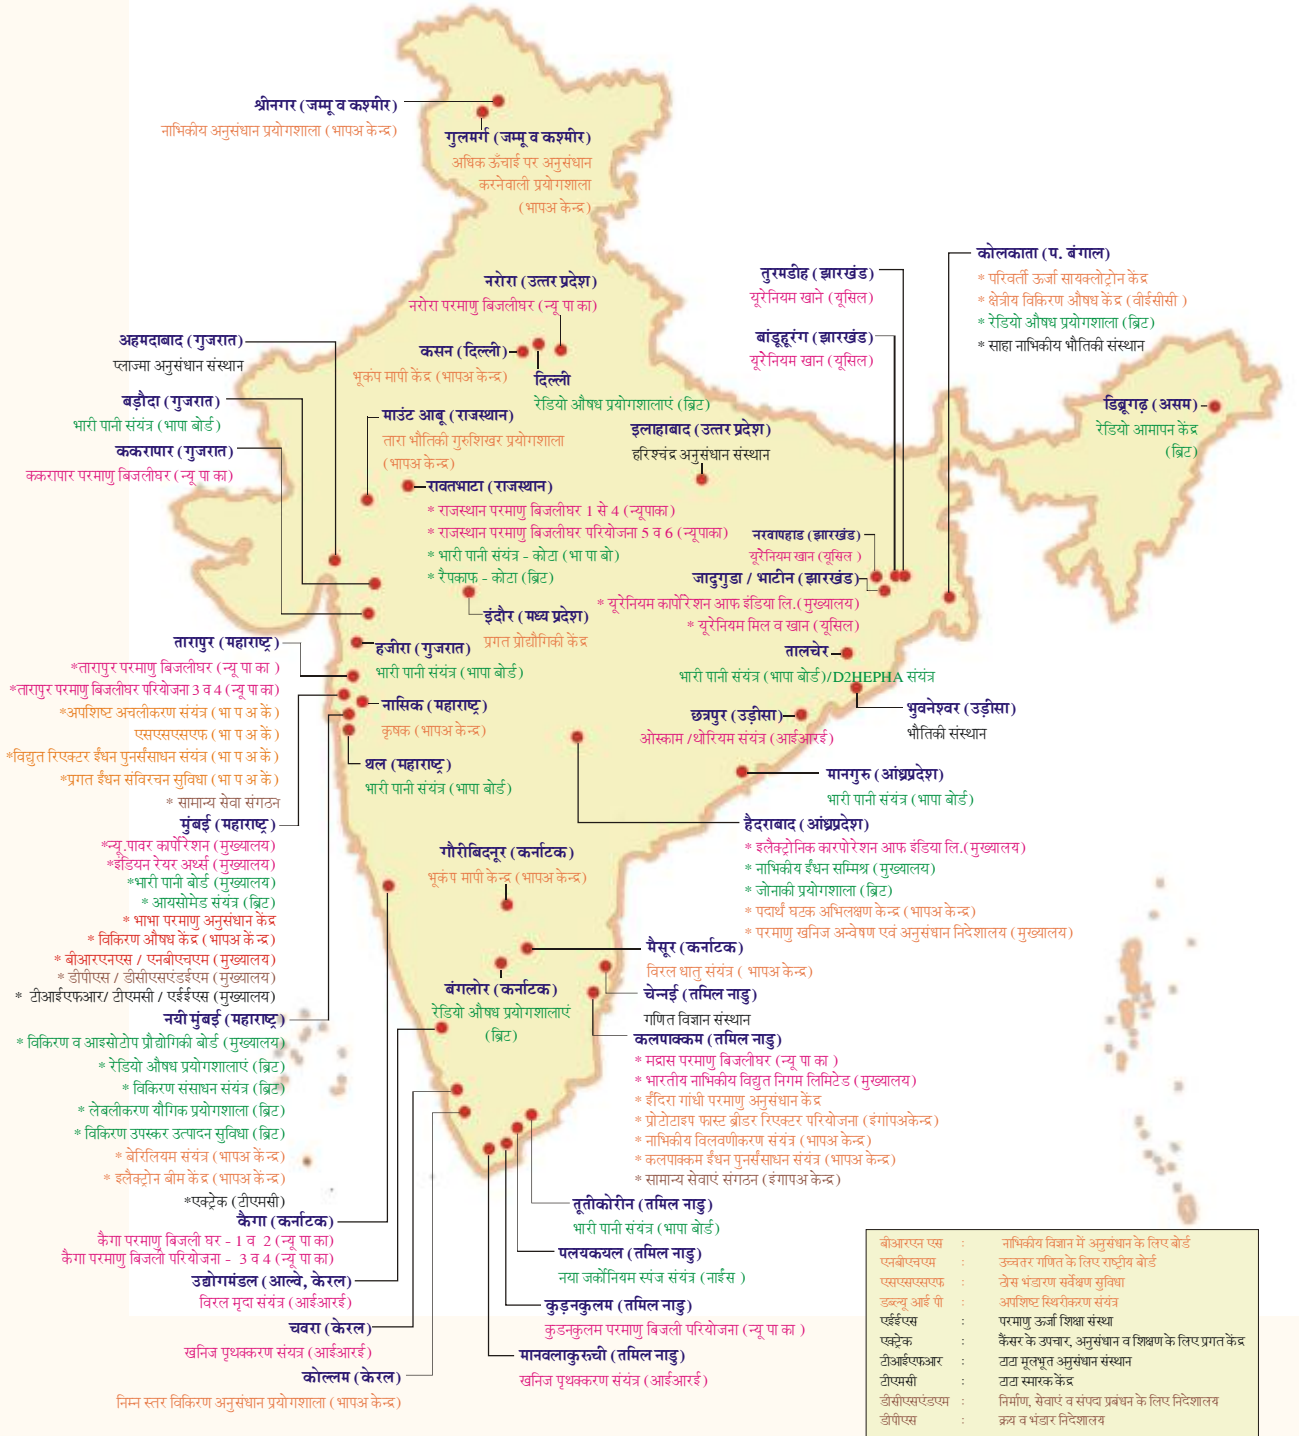 श्रीनगर (जम्मू व कश्मीर)
नाभिकीय अनुसंधान प्रयोगशाला (भापअ केन्द्र)
गुलमर्ग (जम्मू व कश्मीर)
अधिक ऊँचाई पर अनुसंधान
करनेवाली प्रयोगशाला
(भापअ केन्द्र)
नरोरा (उत्तर प्रदेश)
नरोरा परमाणु बिजलीघर (न्यू पा का)
कसन (दिल्ली)
भूकंप मापी केंद्र (भापअ केन्द्र)
दिल्ली
रेडियो औषध प्रयोगशालाएं (ब्रिट)
तुरमडीह (झारखंड)
यूरेनियम खाने (यूसिल)
बांडूहूरंग (झारखंड)
यूरेनियम खान (यूसिल)
कोलकाता (प. बंगाल)
* परिवर्ती ऊर्जा सायक्लोट्रोन केंद्र
* क्षेत्रीय विकिरण औषध केंद्र (वीईसीसी )
* रेडियो औषध प्रयोगशाला (ब्रिट)
* साहा नाभिकीय भौतिकी संस्थान
डिब्रूगढ़ (असम)
रेडियो आमापन केंद्र
(ब्रिट)
अहमदाबाद (गुजरात)
प्लाज्मा अनुसंधान संस्थान
बड़ौदा (गुजरात)
भारी पानी संयंत्र (भापा बोर्ड)
ककरापार (गुजरात)
ककरापार परमाणु बिजलीघर (न्यू पा का)
माउंट आबू (राजस्थान)
तारा भौतिकी गुरुशिखर प्रयोगशाला
(भापअ केन्द्र)
इलाहाबाद (उत्तर प्रदेश)
हरिश्चंद्र अनुसंधान संस्थान
रावतभाटा (राजस्थान)
* राजस्थान परमाणु बिजलीघर 1 से 4 (न्यूपाका)
* राजस्थान परमाणु बिजलीघर परियोजना 5 व 6 (न्यूपाका)
* भारी पानी संयंत्र - कोटा (भा पा बो)
* रैपकाफ - कोटा (ब्रिट)
नरवापहाड (झारखंड)
यूरेनियम खान (यूसिल )
जादुगुडा / भाटीन (झारखंड)
* यूरेनियम कार्पोरेशन आफ इंडिया लि.(मुख्यालय)
* यूरेनियम मिल व खान (यूसिल)
इंदौर (मध्य प्रदेश)
प्रगत प्रोद्यौगिकी केंद्र
तालचेर
भारी पानी संयंत्र (भापा बोर्ड)/D2HEPHA संयंत्र
भुवनेश्वर (उड़ीसा)
भौतिकी संस्थान
छत्रपुर (उड़ीसा)
ओस्काम /थोरियम संयंत्र (आईआरई)
तारापुर (महाराष्ट्र)
*तारापुर परमाणु बिजलीघर (न्यू पा का )
*तारापुर परमाणु बिजलीघर परियोजना 3 व 4 (न्यू पा का)
*अपशिष्ट अचलीकरण संयंत्र (भा प अ कें)
एसएसएसएफ (भा प अ कें)
*विद्युत रिएक्टर ईंधन पुनर्संसाधन संयंत्र (भा प अ कें)
*प्रगत ईंधन संविरचन सुविधा (भा प अ कें)
* सामान्य सेवा संगठन
हजीरा (गुजरात)
भारी पानी संयंत्र (भापा बोर्ड)
नासिक (महाराष्ट्र)
कृषक (भापअ केन्द्र)
थल (महाराष्ट्र)
भारी पानी संयंत्र (भापा बोर्ड)
मानगुरु (आंध्रप्रदेश)
भारी पानी संयंत्र (भापा बोर्ड)
मुंबई (महाराष्ट्र)
*न्यू.पावर कार्पोरेशन (मुख्यालय)
*इंडियन रेयर अर्थ्स (मुख्यालय)
*भारी पानी बोर्ड (मुख्यालय)
* आयसोमेड संयंत्र (ब्रिट)
* भाभा परमाणु अनुसंधान केंद्र
* विकिरण औषध केंद्र (भापअ केन्द्र)
* बीआरएनएस / एनबीएचएम (मुख्यालय)
* डीपीएस / डीसीएसएंडईएम (मुख्यालय)
* टीआईएफआर/ टीएमसी / एईईएस (मुख्यालय)
हैदराबाद (आंध्रप्रदेश)
* इलैक्ट्रोनिक कारपोरेशन आफ इंडिया लि.(मुख्यालय)
* नाभिकीय ईंधन सम्मिश्र (मुख्यालय)
* जोनाकी प्रयोगशाला (ब्रिट)
* पदार्थ घटक अभिलक्षण केन्द्र (भापअ केन्द्र)
* परमाणु खनिज अन्वेषण एवं अनुसंधान निदेशालय (मुख्यालय)
गौरीबिदनूर (कर्नाटक)
भूकंप मापी केन्द्र (भापअ केन्द्र)
मैसूर (कर्नाटक)
विरल धातु संयंत्र ( भापअ केन्द्र)
बंगलोर (कर्नाटक)
रेडियो औषध प्रयोगशालाएं
(ब्रिट)
चेन्नई (तमिल नाडु)
गणित विज्ञान संस्थान
कलपाक्कम (तमिल नाडु)
* मद्रास परमाणु बिजलीघर (न्यू पा का )
* भारतीय नाभिकीय विद्युत निगम लिमिटेड (मुख्यालय)
* ईंदिरा गांधी परमाणु अनुसंधान केंद्र
* प्रोटोटाइप फास्ट ब्रीडर रिएक्टर परियोजना (इंगांपअकेन्द्र)
* नाभिकीय विलवणीकरण संयंत्र (भापअ केन्द्र)
* कलपाक्कम ईंधन पुनर्संसाधन संयंत्र (भापअ केन्द्र)
* सामान्य सेवाएं संगठन (इंगापअ केन्द्र)
नयी मुंबई (महाराष्ट्र)
* विकिरण व आइसोटोप प्रौद्योगिकी बोर्ड (मुख्यालय)
* रेडियो औषध प्रयोगशालाएं (ब्रिट)
* विकिरण संसाधन संयंत्र (ब्रिट)
* लेबलीकरण यौगिक प्रयोगशाला (ब्रिट)
* विकिरण उपस्कर उत्पादन सुविधा (ब्रिट)
* बेरिलियम संयंत्र (भापअ केंन्द्र)
* इलैक्ट्रोन बीम केंद्र (भापअ केंन्द्र)
*एक्ट्रेक (टीएमसी)
कैगा (कर्नाटक)
कैगा परमाणु बिजली घर - 1 व 2 (न्यू पा का)
कैगा परमाणु बिजली परियोजना - 3 व 4 (न्यू पा का)
उद्योगमंडल (आल्वे, केरल)
विरल मृदा संयंत्र (आईआरई)
चवरा (केरल)
खनिज पृथक्करण संयत्र (आईआरई)
कोल्लम (केरल)
निम्न स्तर विकिरण अनुसंधान प्रयोगशाला (भापअ केन्द्र)
तूतीकोरीन (तमिल नाडु)
भारी पानी संयंत्र (भापा बोर्ड)
पलयकयल (तमिल नाडु)
नया जर्कोनियम स्पंज संयंत्र (नाईस )
कुड़नकुलम (तमिल नाडु)
कुडनकुलम परमाणु बिजली परियोजना (न्यू पा का )
मानवलाकुरूची (तमिल नाडु)
खनिज पृथक्करण संयंत्र (आईआरई)
बीआरएन एस : नाभिकीय विज्ञान में अनुसंधान के लिए बोर्ड
एनबीएचएम : उच्चतर गणित के लिए राष्ट्रीय बोर्ड
एसएसएसएफ : ठोस भंडारण सर्वेक्षण सुविधा
डब्ल्यू आई पी : अपशिष्ट स्थिरीकरण संयंत्र
एईईएस : परमाणु ऊर्जा शिक्षा संस्था
एक्ट्रेक : कैंसर के उपचार, अनुसंधान व शिक्षण के लिए प्रगत केंद्र
टीआईएफआर : टाटा मूलभूत अनुसंधान संस्थान
टीएमसी : टाटा स्मारक केंद्र
डीसीएसएंडएम : निर्माण, सेवाएं व संपदा प्रबंधन के लिए निदेशालय
डीपीएस : क्रय व भंडार निदेशालय